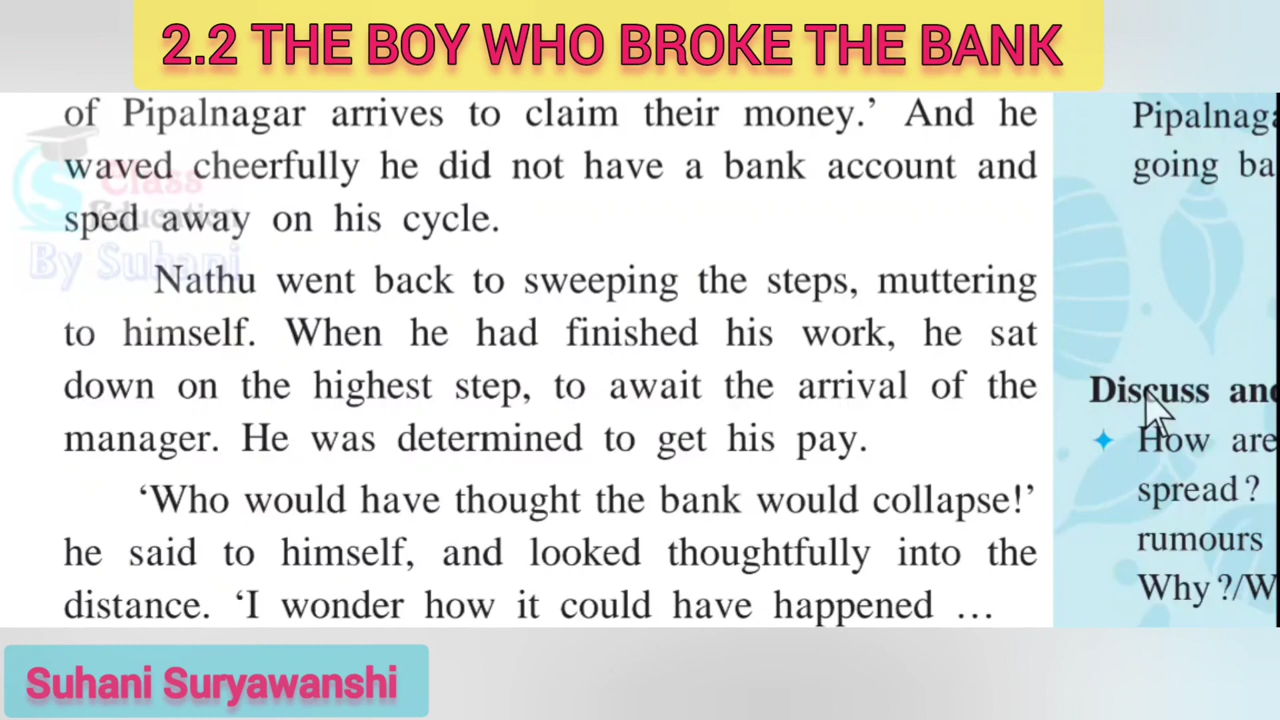 2.2 THE BOY WHO BROKE THE BANK
of Pipalnagar arrives to claim their money.’ And he
waved cheerfully he did not have a bank account and
sped away on his cycle.
Nathu went back to sweeping the steps, muttering
to himself. When he had finished his work, he sat
down on the highest step, to await the arrival of the
manager. He was determined to get his pay.
‘Who would have thought the bank would collapse!’
he said to himself, and looked thoughtfully into the
distance. ‘I wonder how it could have happened ...
Class
Education
By Suhani
going ba
Discuss
How are
spread ?
rumours
Why ?/W
Suhani Suryawanshi